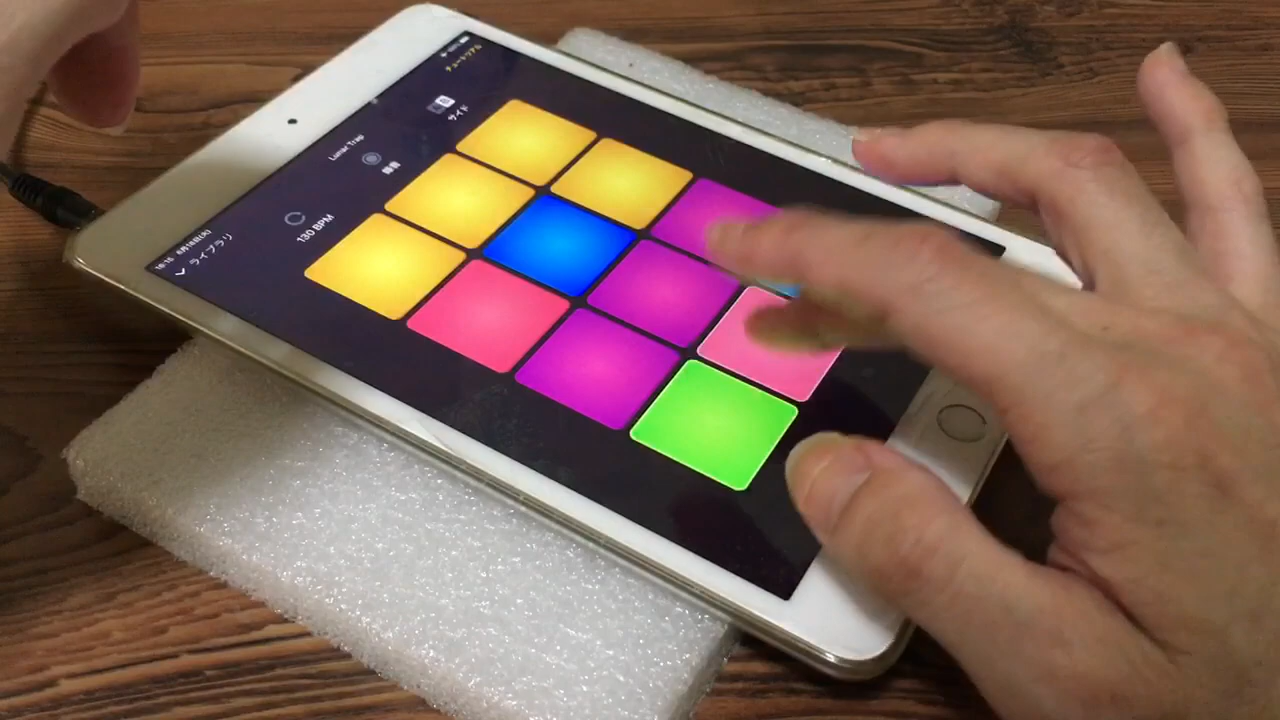 チュートリアル
サイド
Lunar Trap
録音
130 BPM
ライブラリ